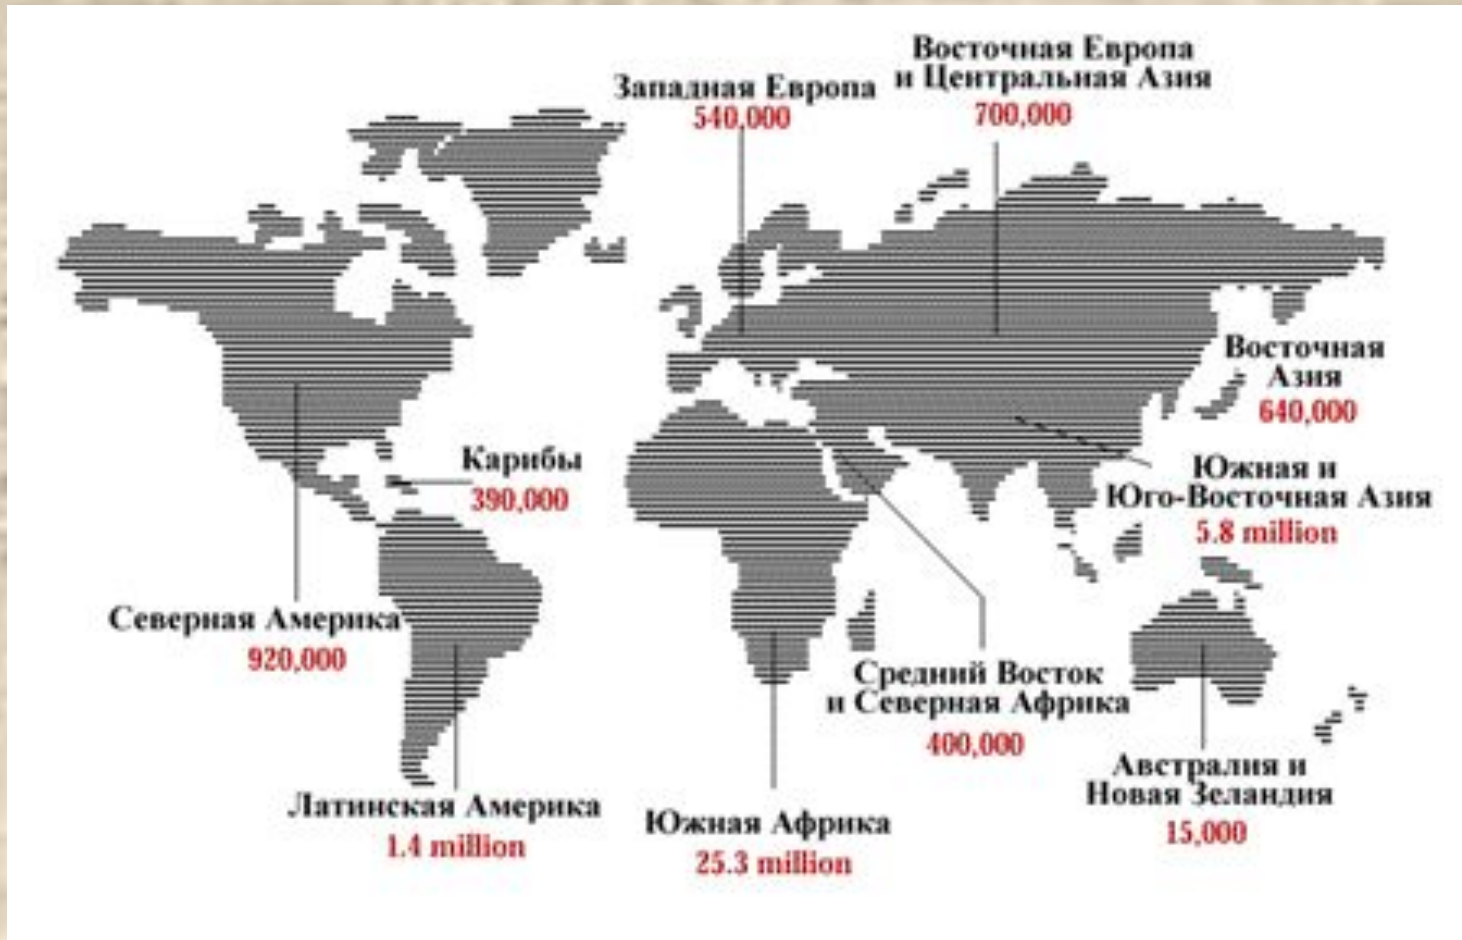 Восточная Европа
и Центральная Азия
700,000
Западная Европа
540,000
Восточная
Азия
640,000
Карибы
390,000
Южная и
Юго-Восточная Азия
5.8 million
Северная Америка
920,000
Средний Восток
и Северная Африка
400,000
Австралия и
Новая Зеландия
15,000
Латинская Америка
1.4 million
Южная Африка
25.3 million